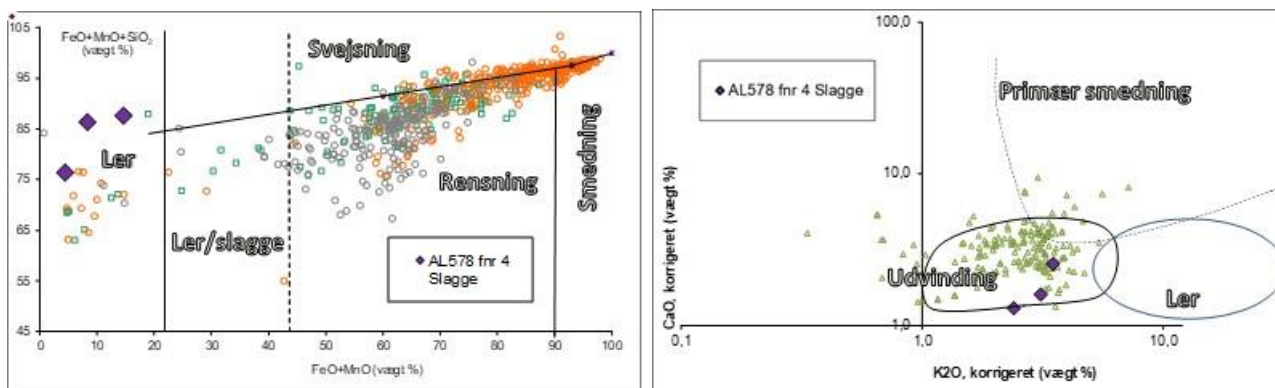 105
95
85
75
65
55
45
FeO+MnO+SiO2
(vægt %)
Svejsning
Ler
Ler/slagge
Rensning
Smedning
AL578 fnr 4
Slagge
0
10
20
30
40
50
60
70
80
90
100
FeO+MnO (vægt %)
CaO, korrigeret (vægt %)
100,0
10,0
1,0
AL578 fnr 4 Slagge
Primær smedning
Udvinding
Ler
0,1
1,0
10,0
K2O, korrigeret (vægt %)